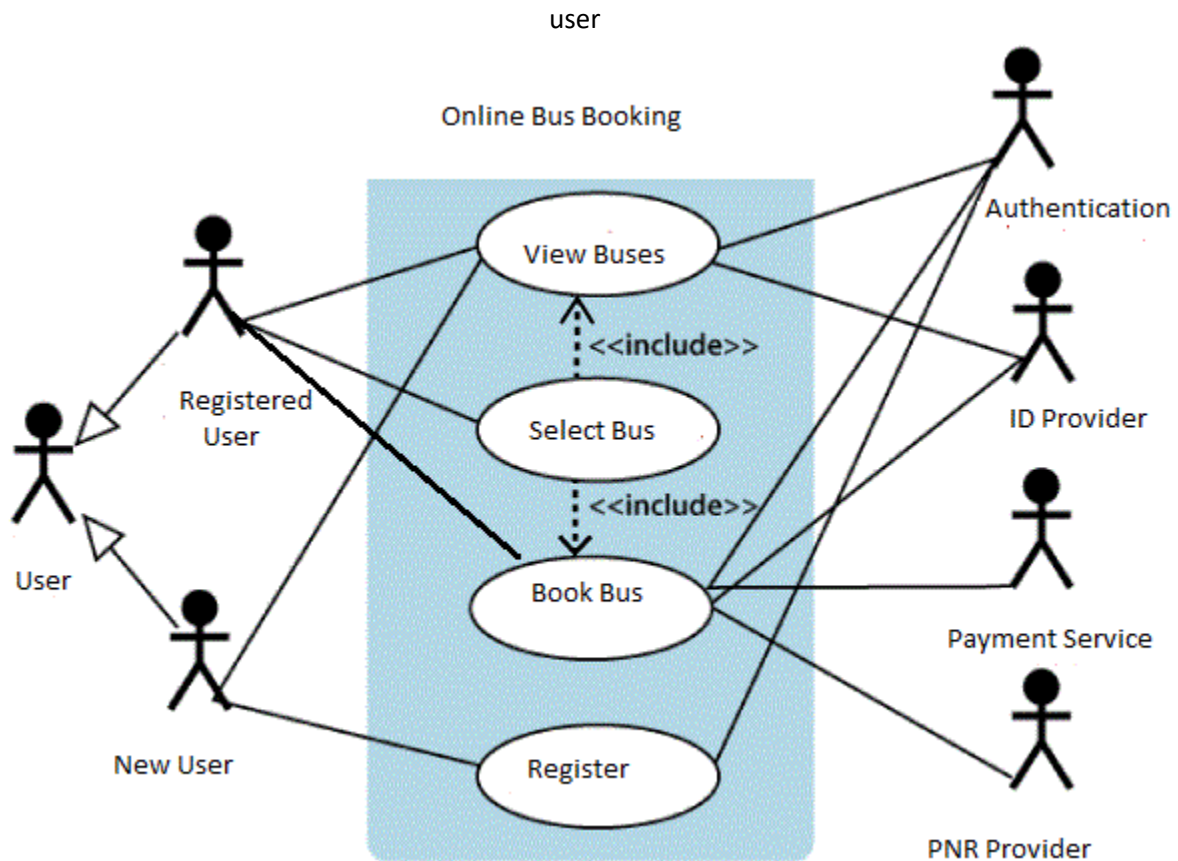 user
Online Bus Booking
Authentication
View Buses
<<include>>
Registered
User
ID Provider
Select Bus
<<include>>
User
Book Bus
Payment Service
New User
Register
PNR Provider